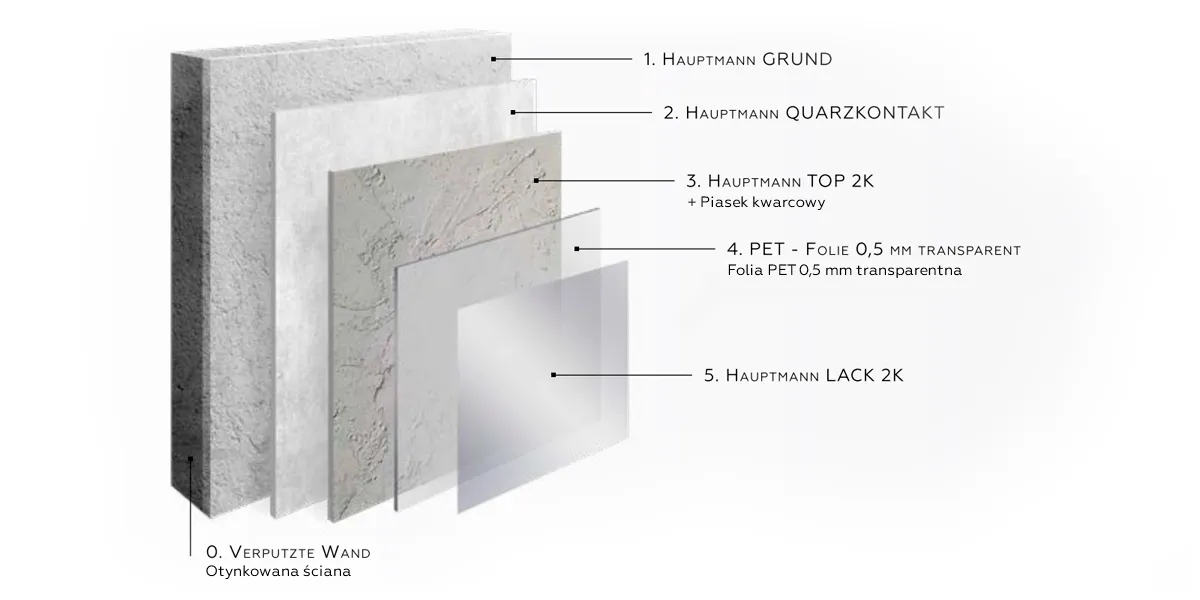 1. Hauptmann GRUND
2. Hauptmann QUARZKONTAKT
3. Hauptmann TOP 2K
+ Piasek kwarcowy
4. PET - Folie 0,5 mm transparent
Folia PET 0,5 mm transparentna
5. Hauptmann LACK 2K
0. Verputzte Wand
Otynkowana ściana